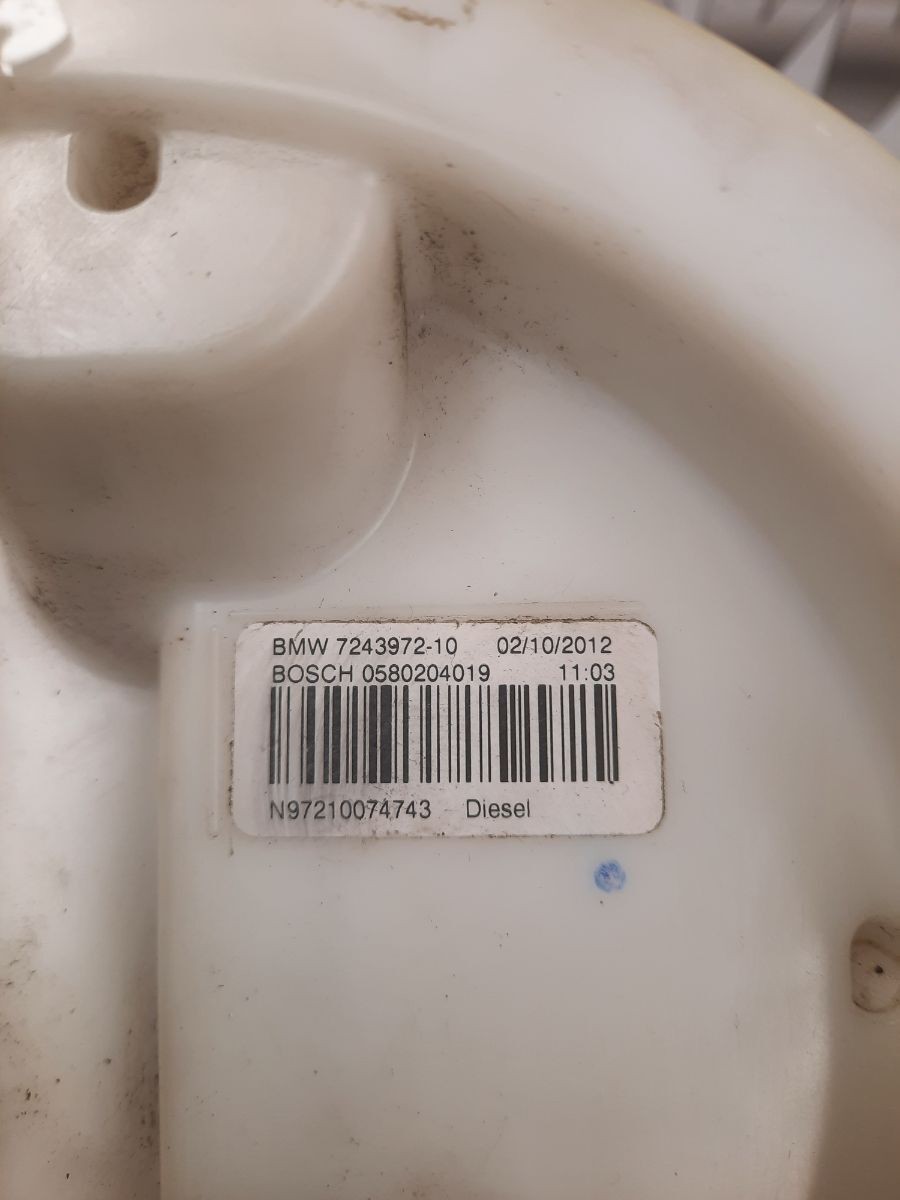 BMW 7243972-10 02/10/2012
BOSCH 0580204019 11:03
N97210074743 Diesel